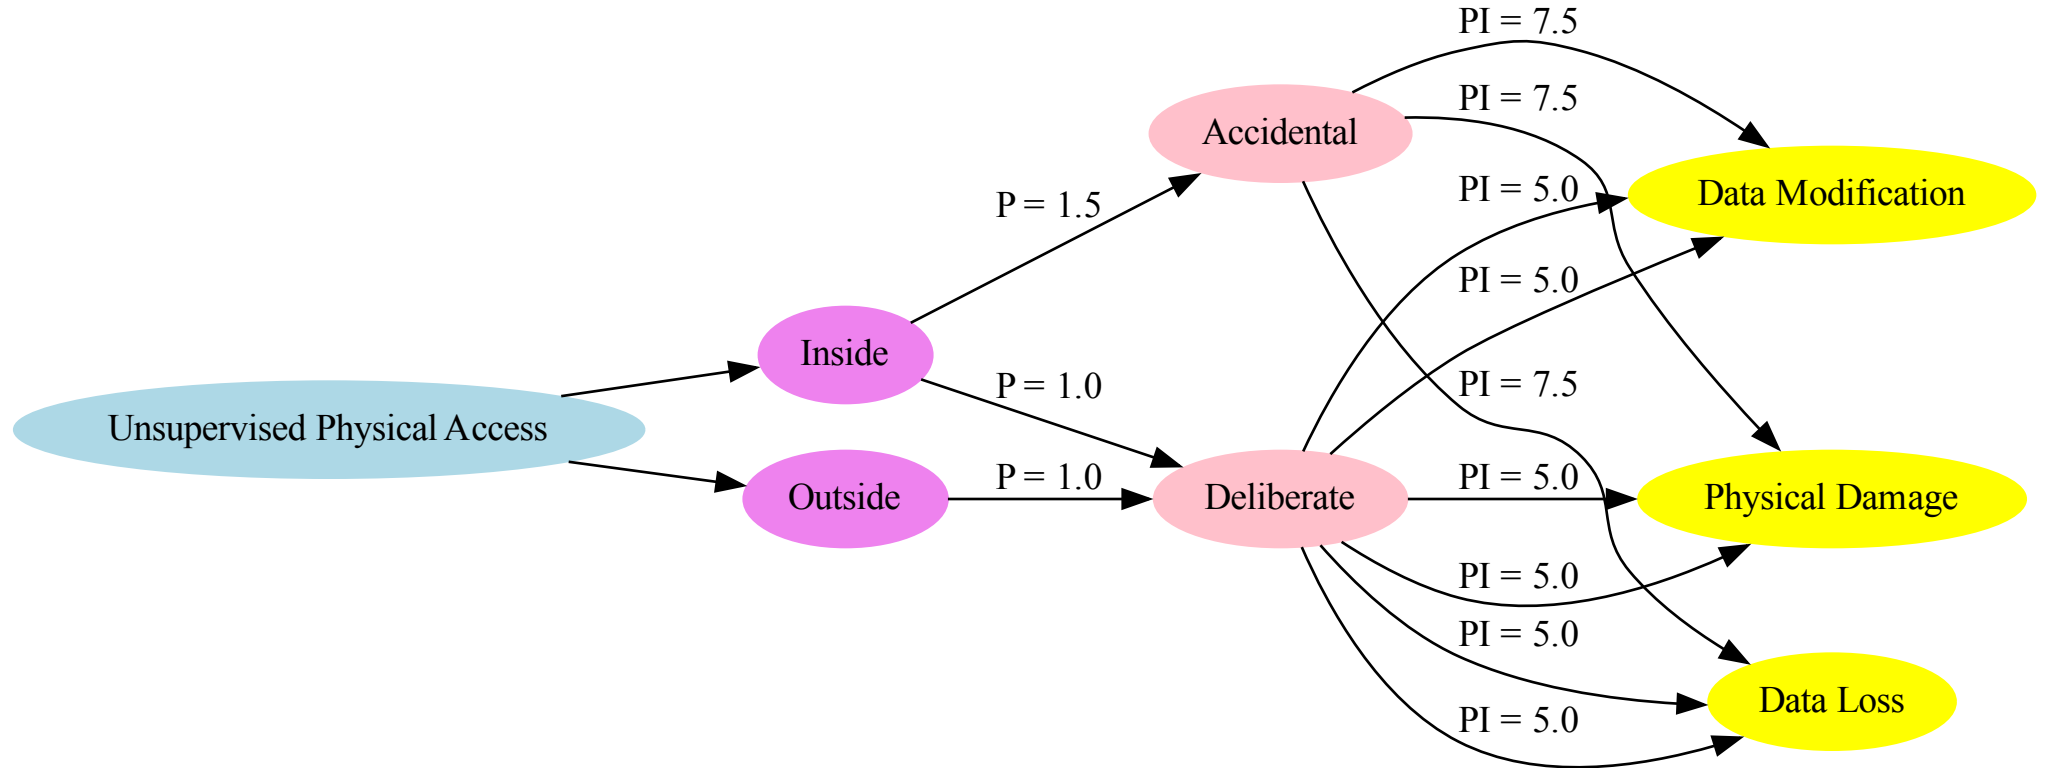 PI = 7.5
PI = 7.5
Accidental
PI = 5.0
Data Modification
P = 1.5
PI = 5.0
Inside
P = 1.0
PI = 7.5
Unsupervised Physical Access
P = 1.0
PI = 5.0
Outside
Deliberate
Physical Damage
PI = 5.0
PI = 5.0
Data Loss
PI = 5.0